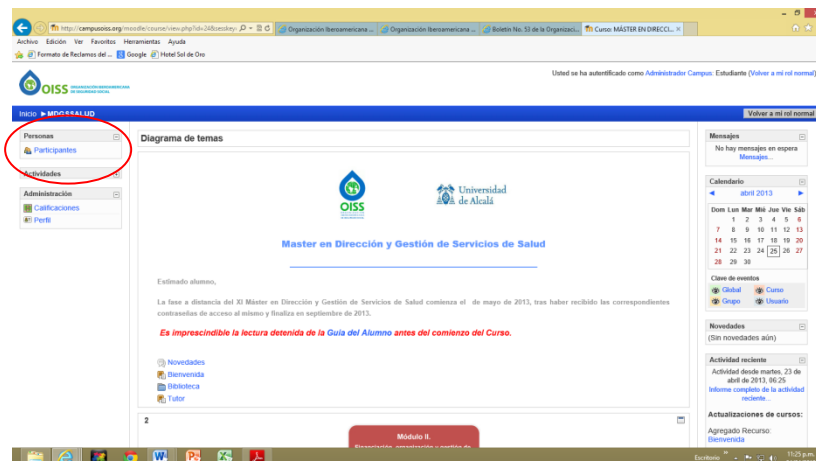 http://campusoiss.org/moodle/course/view.php?id=24&sesskey=
Organización Iberoamericana ...
Organización Iberoamericana ...
Boletín No. 53 de la Organizaci...
Curso: MÁSTER EN DIRECCI...
Archivo Edición Ver Favoritos Herramientas Ayuda
Formato de Reclamos del ...
Google
Hotel Sol de Oro
OISS ORGANIZACIÓN IBEROAMERICANA DE SEGURIDAD SOCIAL
Usted se ha autentificado como Administrador Campus: Estudiante (Volver a mi rol normal)
Inicio ► MDGSSALUD
Volver a mi rol normal
Personas
Participantes
Actividades
Administración
Calificaciones
Perfil
Diagrama de temas
OISS
Universidad
de Alcalá
Master en Dirección y Gestión de Servicios de Salud
Estimado alumno,
La fase a distancia del XI Máster en Dirección y Gestión de Servicios de Salud comienza el de mayo de 2013, tras haber recibido las correspondientes
contraseñas de acceso al mismo y finaliza en septiembre de 2013.
Es imprescindible la lectura detenida de la Guía del Alumno antes del comienzo del Curso.
Novedades
Bienvenida
Biblioteca
Tutor
2
Módulo II.
Financiación, organización y gestión de
Mensajes
No hay mensajes en espera
Mensajes...
Calendario
◄ abril 2013 ►
Dom Lun Mar Mié Jue Vie Sáb
1 2 3 4 5 6
7 8 9 10 11 12 13
14 15 16 17 18 19 20
21 22 23 24 25 26 27
28 29 30
Clave de eventos
Global Curso
Grupo Usuario
Novedades
(Sin novedades aún)
Actividad reciente
Actividad desde martes, 23 de
abril de 2013, 06:25
Informe completo de la actividad
reciente...
Actualizaciones de cursos:
Agregado Recurso:
Bienvenida
Escritorio
11:25 p.m.